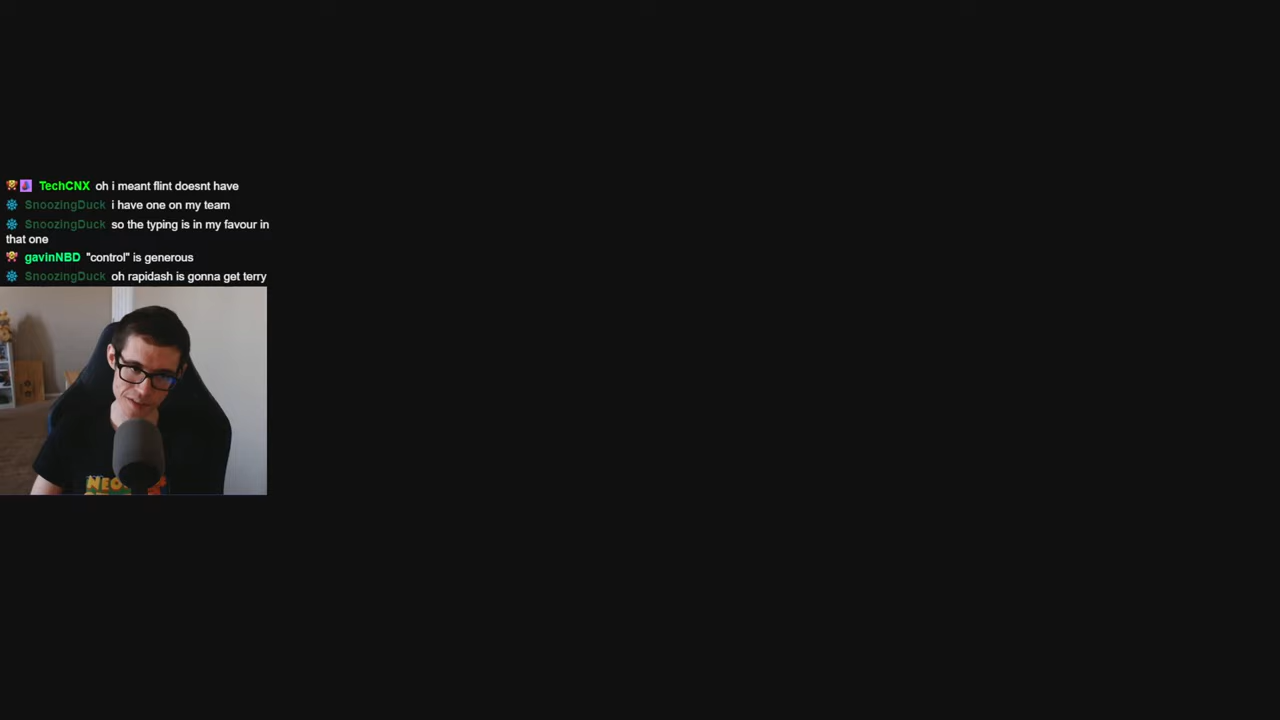 TechCNX oh i meant flint doesnt have
SnoozingDuck i have one on my team
SnoozingDuck so the typing is in my favour in
that one
gavinNBD "control" is generous
SnoozingDuck oh rapidash is gonna get terry